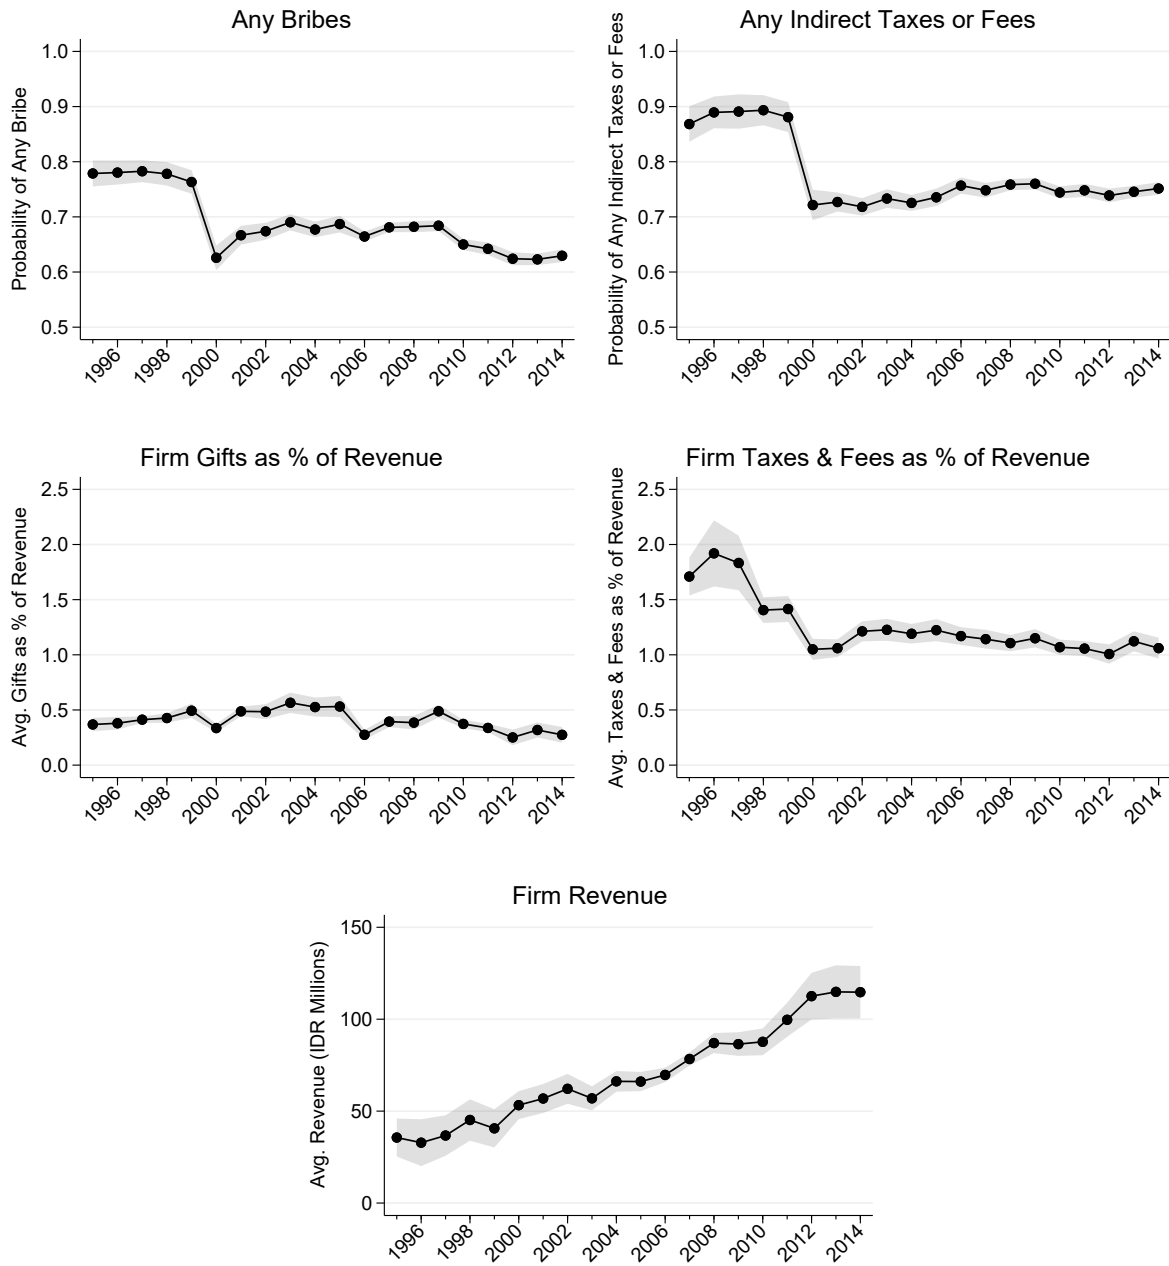 Any Bribes
Probability of Any Bribe
1.0
0.9
0.8
0.7
0.6
0.5
1996 1998 2000 2002 2004 2006 2008 2010 2012 2014
Any Indirect Taxes or Fees
Probability of Any Indirect Taxes or Fees
1.0
0.9
0.8
0.7
0.6
0.5
1996 1998 2000 2002 2004 2006 2008 2010 2012 2014
Firm Gifts as % of Revenue
Avg. Gifts as % of Revenue
2.5
2.0
1.5
1.0
0.5
0.0
1996 1998 2000 2002 2004 2006 2008 2010 2012 2014
Firm Taxes & Fees as % of Revenue
Avg. Taxes & Fees as % of Revenue
2.5
2.0
1.5
1.0
0.5
0.0
1996 1998 2000 2002 2004 2006 2008 2010 2012 2014
Firm Revenue
Avg. Revenue (IDR Millions)
150
100
50
0
1996 1998 2000 2002 2004 2006 2008 2010 2012 2014